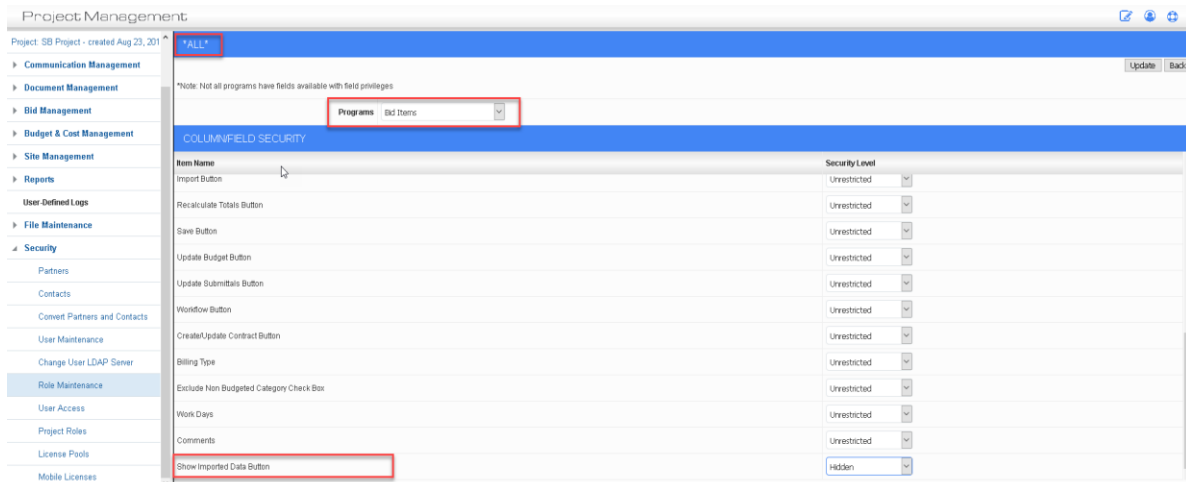 Project Management
Project: SB Project - created Aug 23, 201
*ALL*
Communication Management
Update Back
Document Management
*Note: Not all programs have fields available with field privileges
Bid Management
Programs Bid Items
Budget & Cost Management
COLUMN/FIELD SECURITY
Site Management
Item Name Security Level
Reports
Import Button Unrestricted
User-Defined Logs
Recalculate Totals Button Unrestricted
File Maintenance
Save Button Unrestricted
Security
Update Budget Button Unrestricted
Partners
Update Submittals Button Unrestricted
Contacts
Workflow Button Unrestricted
Convert Partners and Contacts
Create/Update Contract Button Unrestricted
User Maintenance
Change User LDAP Server
Billing Type Unrestricted
Role Maintenance
Exclude Non Budgeted Category Check Box Unrestricted
User Access
Work Days Unrestricted
Project Roles
Comments Unrestricted
License Pools
Show Imported Data Button Hidden
Mobile Licenses